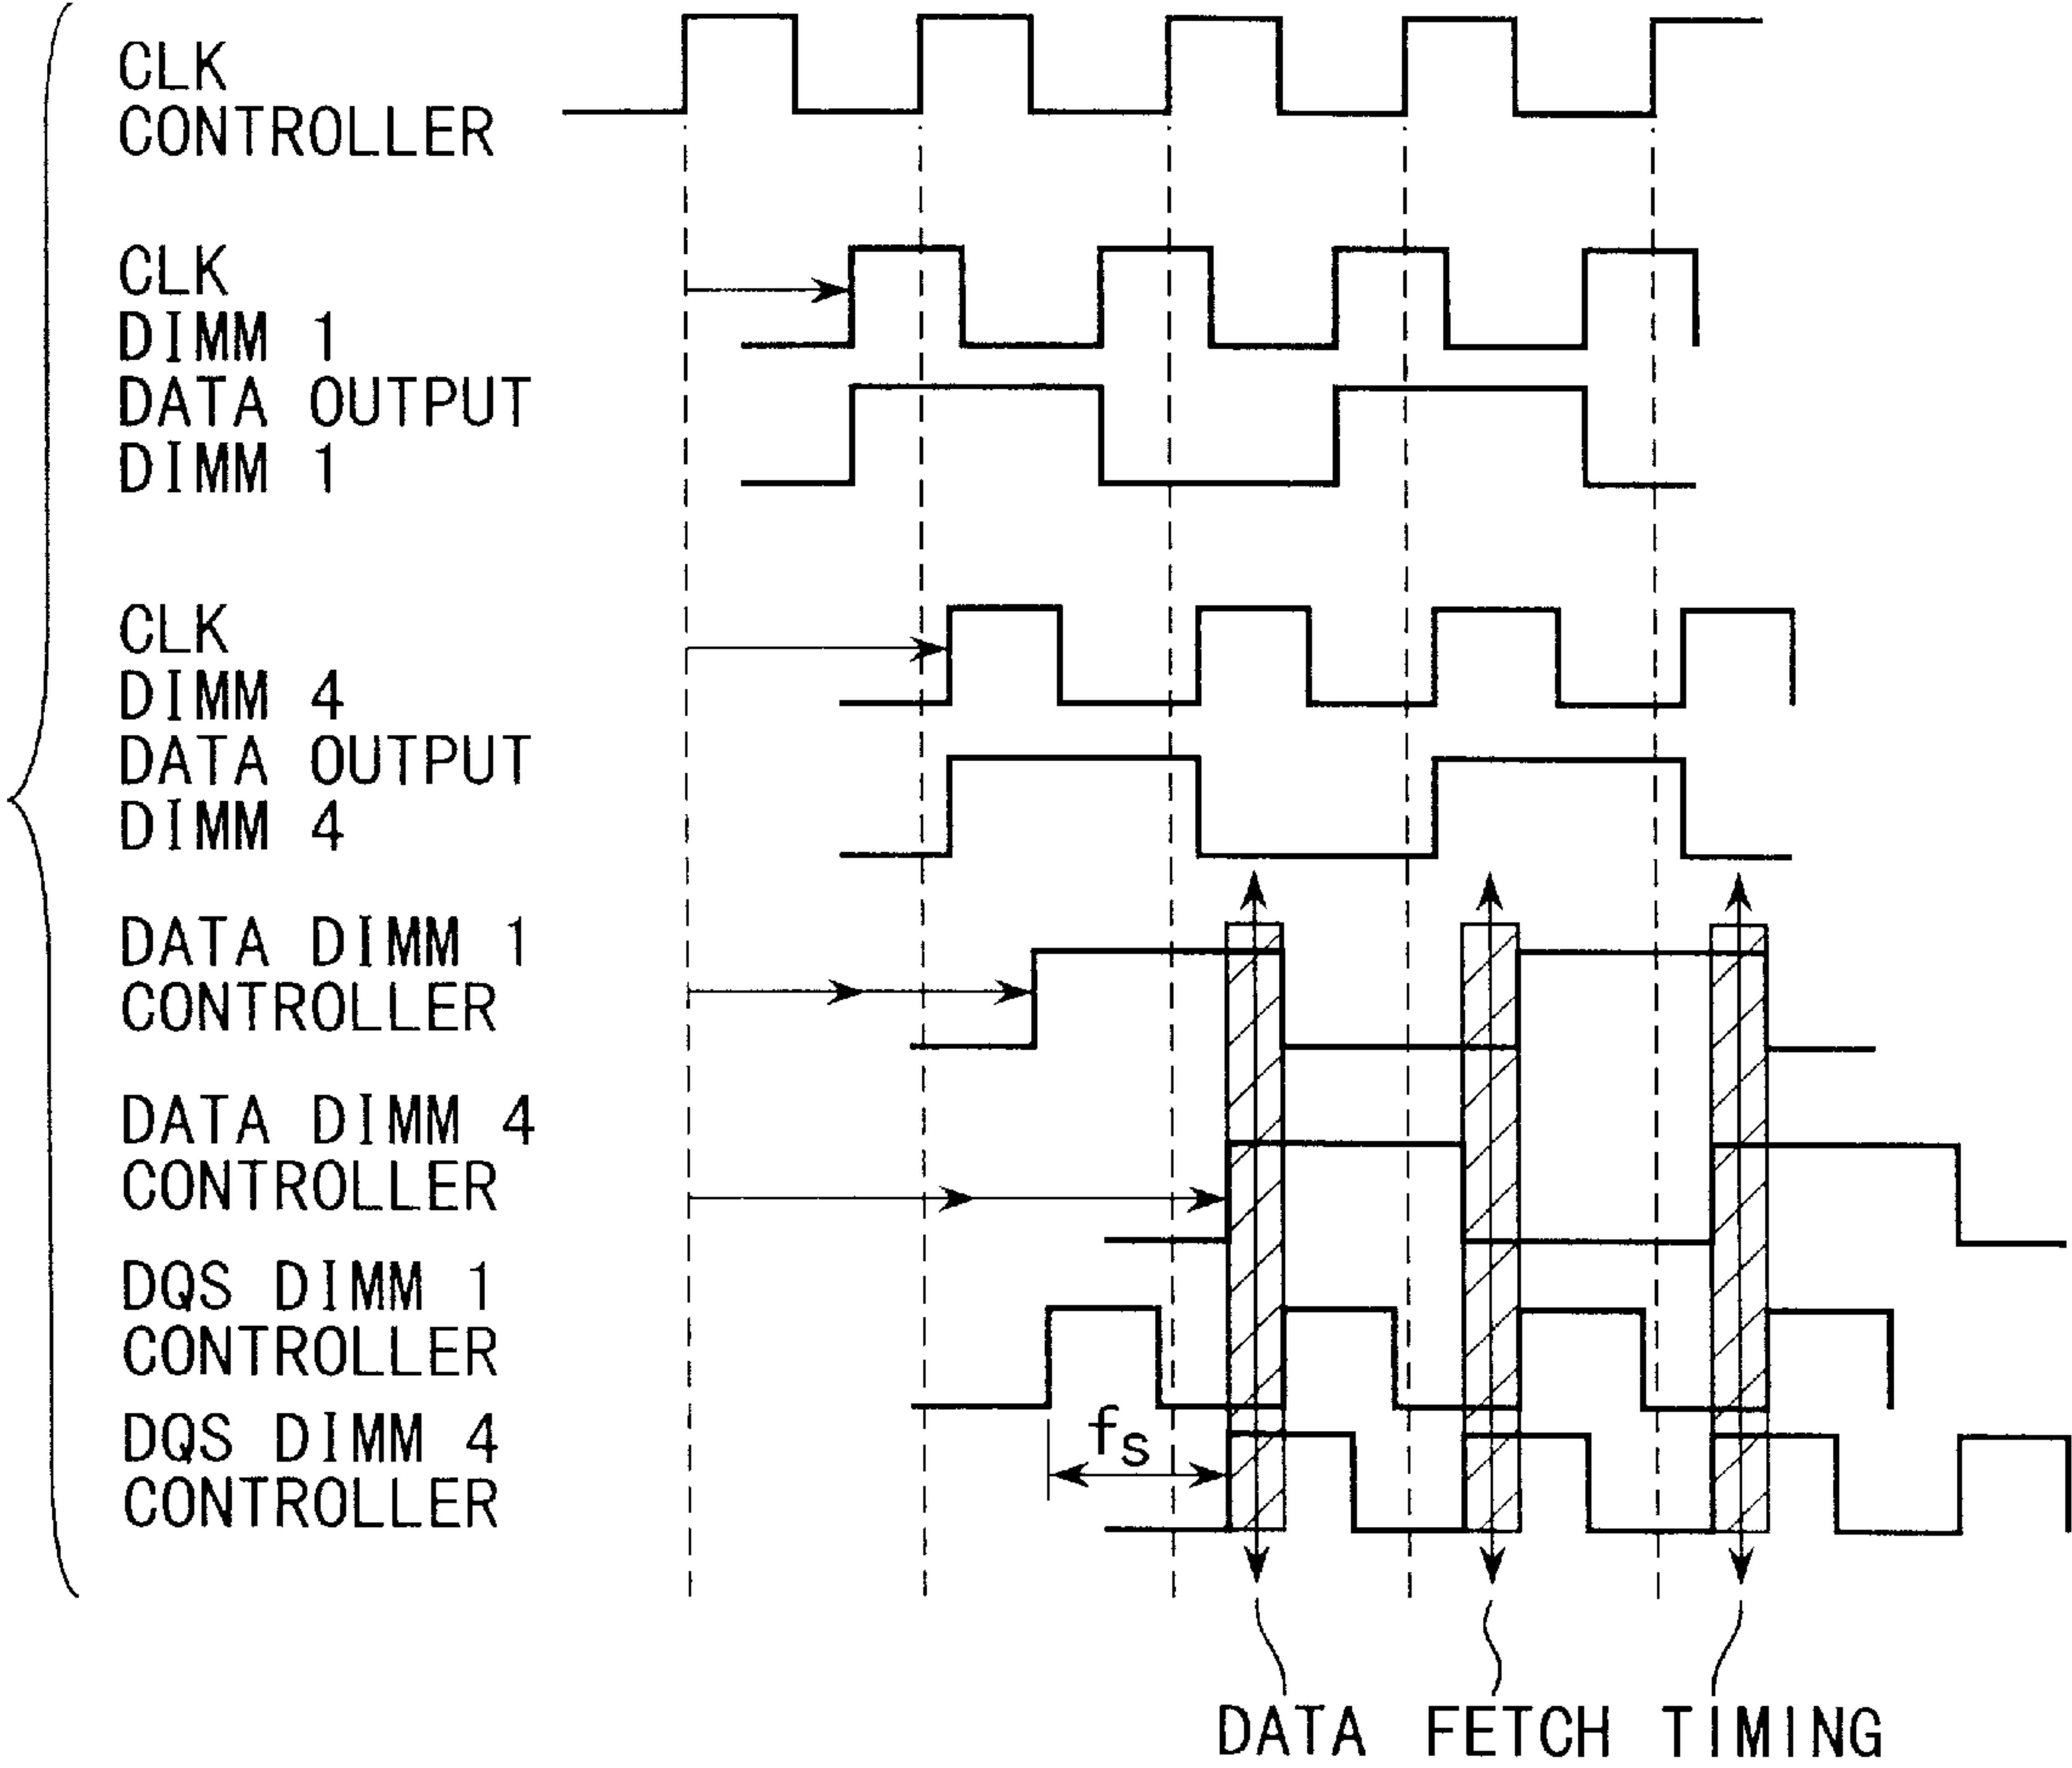 CLK
CONTROLLER
CLK
DIMM 1
DATA OUTPUT
DIMM 1
CLK
DIMM 4
DATA OUTPUT
DIMM 4
DATA DIMM 1
CONTROLLER
DATA DIMM 4
CONTROLLER
DQS DIMM 1
CONTROLLER
DQS DIMM 4
CONTROLLER
fs
DATA FETCH TIMING